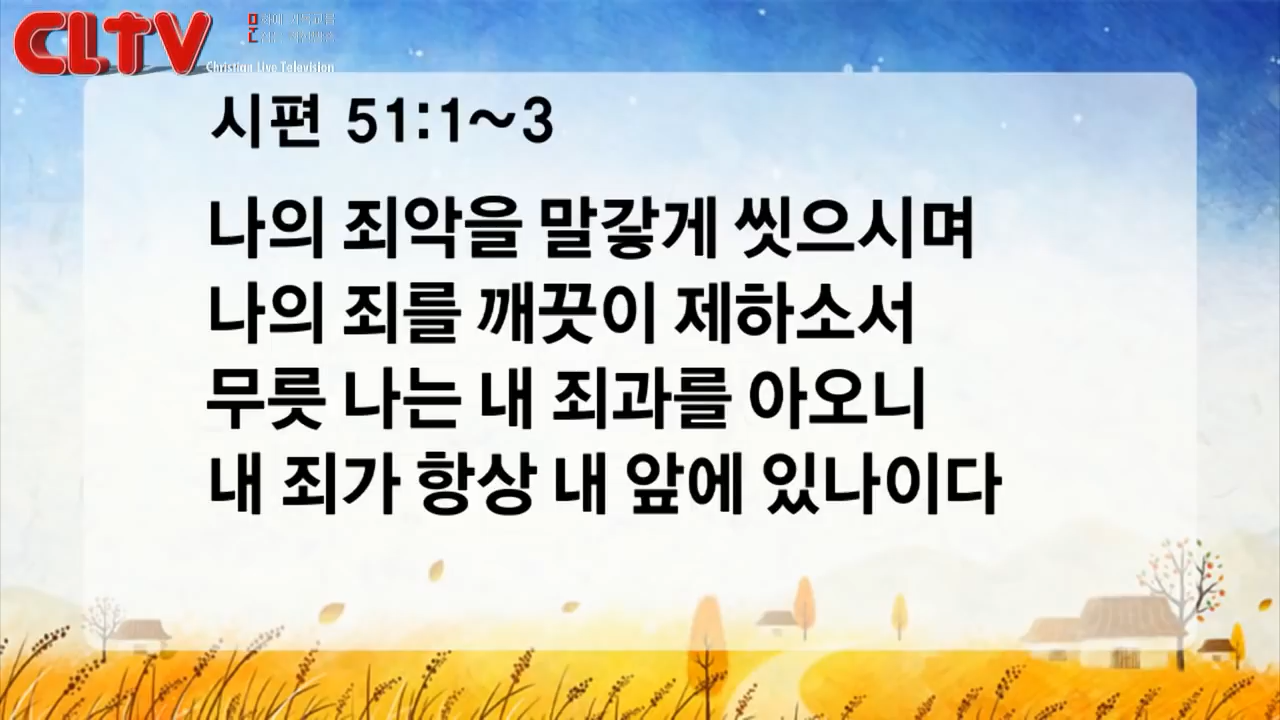 CLTV
Christian Live Television
시편 51:1~3
나의 죄악을 말갛게 씻으시며
나의 죄를 깨끗이 제하소서
무릇 나는 내 죄과를 아오니
내 죄가 항상 내 앞에 있나이다